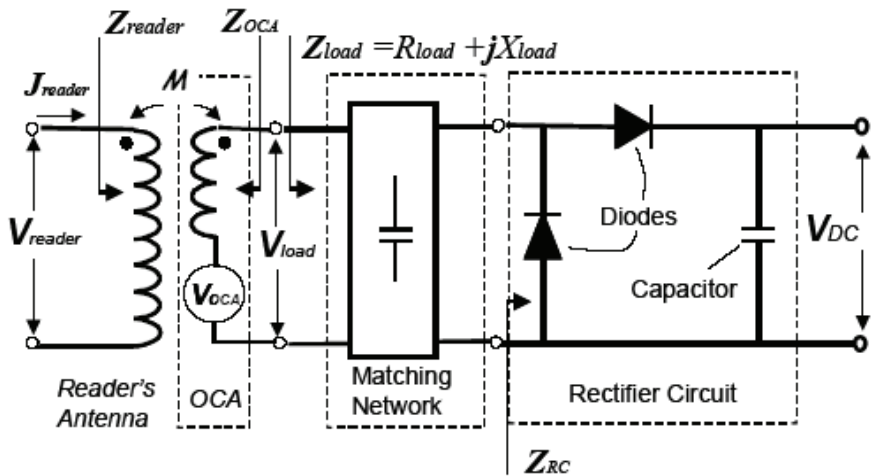 Zreader
ZOCA
Zload =Rload +jXload
Jreader
M
Vreader
Vload
VOCA
Diodes
Capacitor
VDC
Reader's
Antenna
OCA
Matching
Network
Rectifier Circuit
ZRC